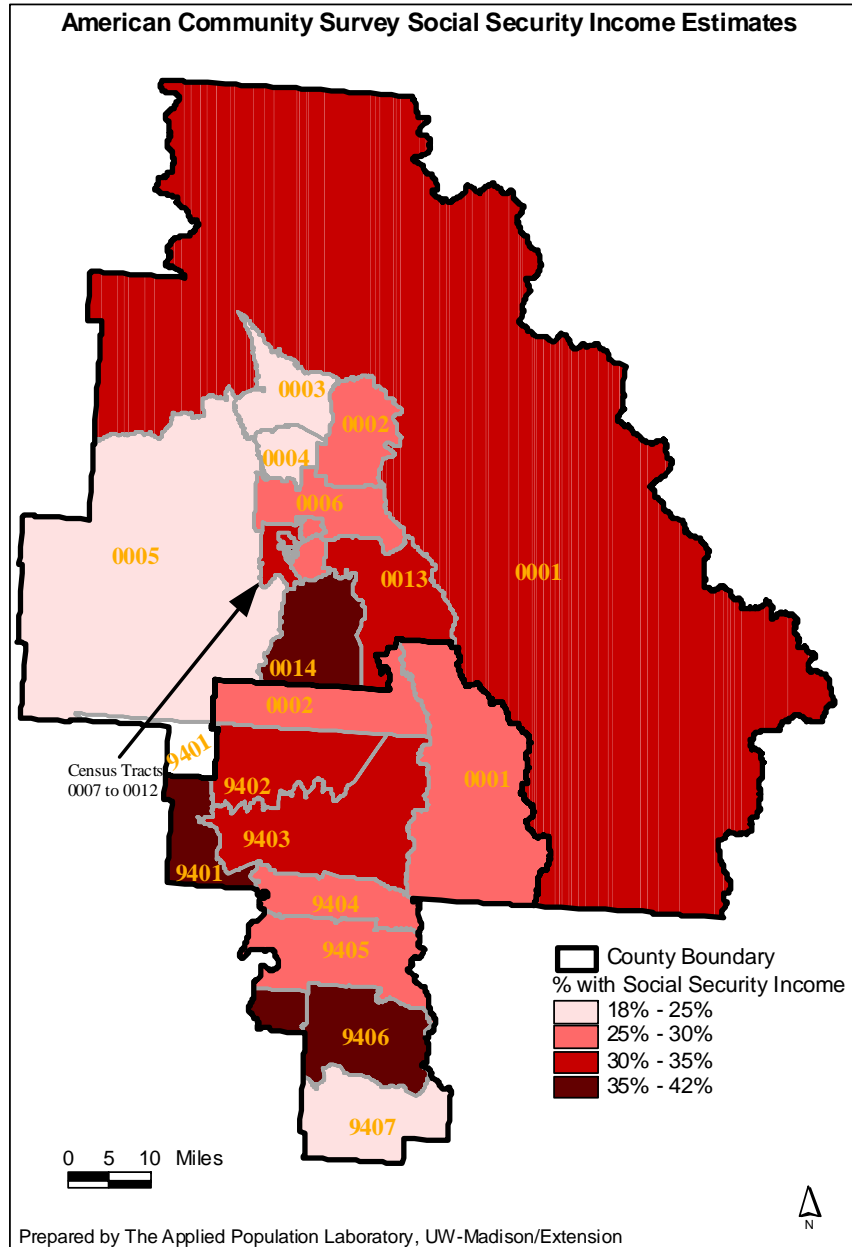 American Community Survey Social Security Income Estimates
0003
0002
0004
0006
0005
0013
0001
0014
0002
9401
Census Tracts
0007 to 0012
9402
0001
9403
9401
9404
9405
County Boundary
% with Social Security Income
18% - 25%
25% - 30%
30% - 35%
35% - 42%
9406
9407
0 5 10 Miles
N
Prepared by The Applied Population Laboratory, UW-Madison/Extension